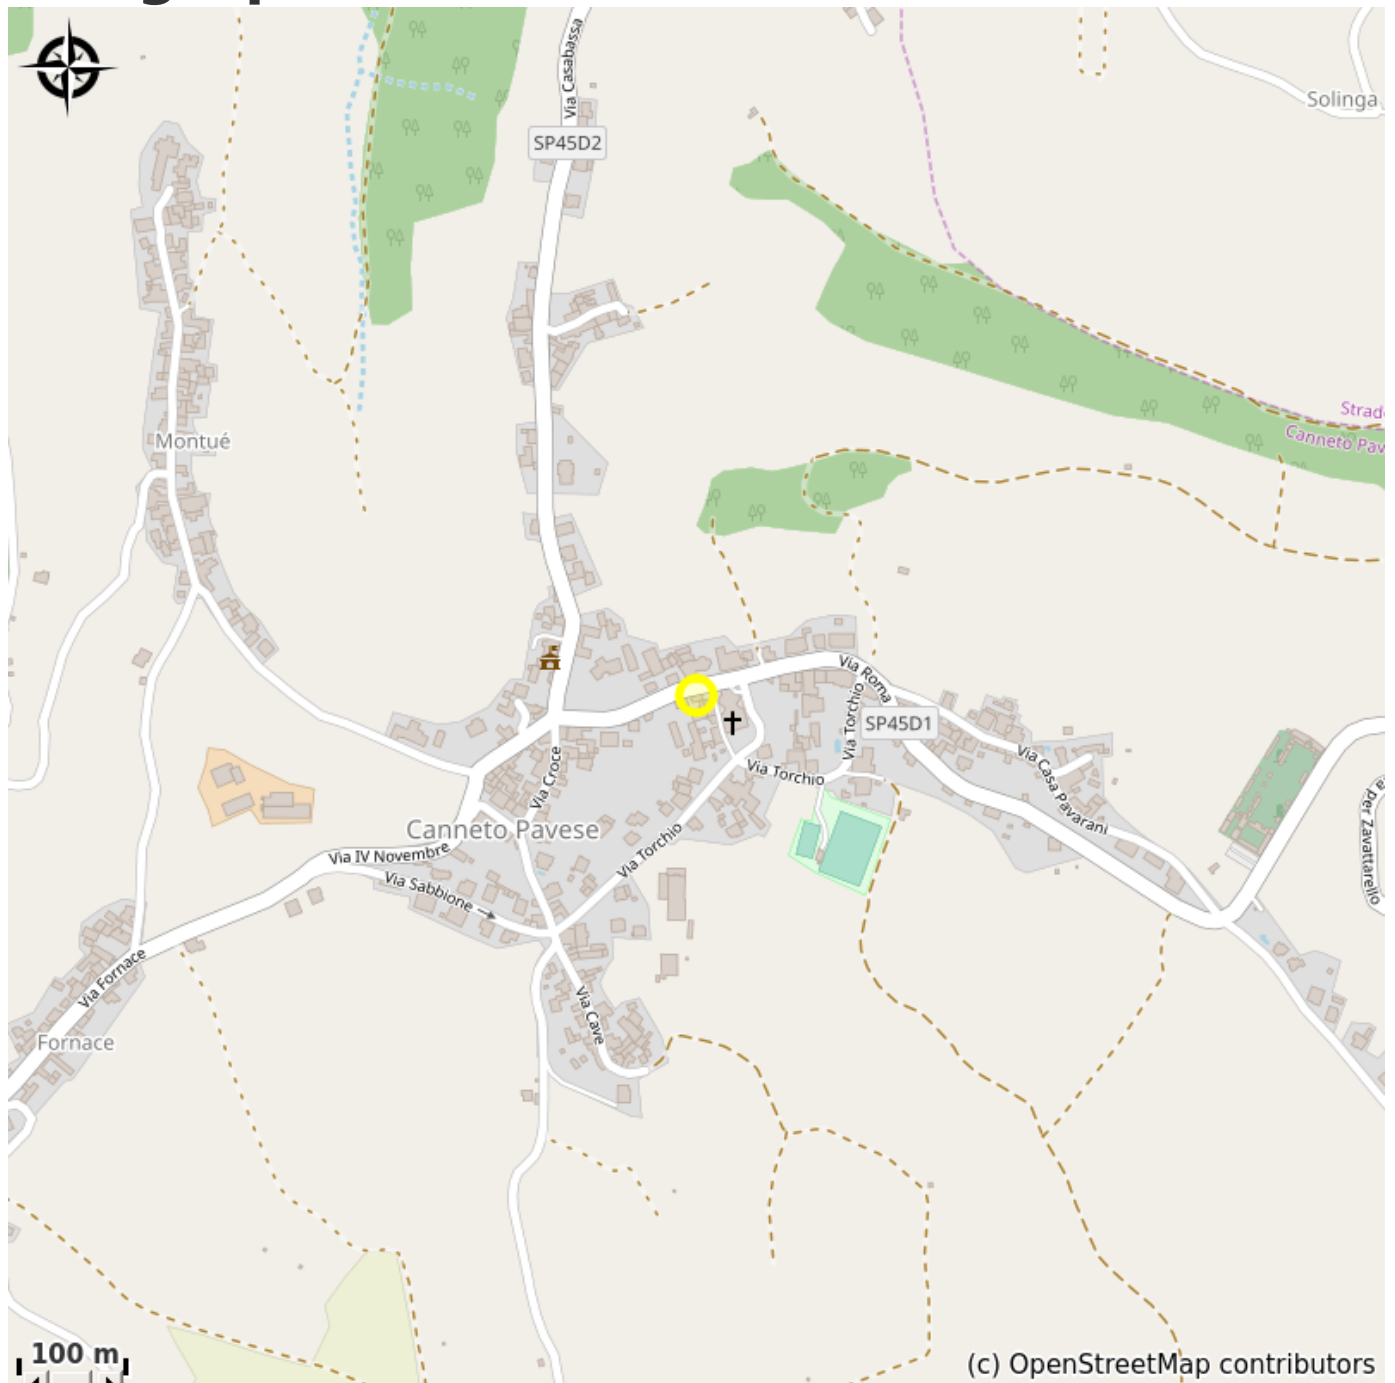 Via Casabassa
SP45D2
Solinga
Montué
Canneto Pav
Via Roma
Via Torchio
SP45D1
Via Croce
Via Torchio
Via Casa Pavarani
Canneto Pavese
Via IV Novembre
Via Torchio
Via Sabbione
per Zavattarello
Via Fornace
Via Cave
Fornace
100 m
(c) OpenStreetMap contributors